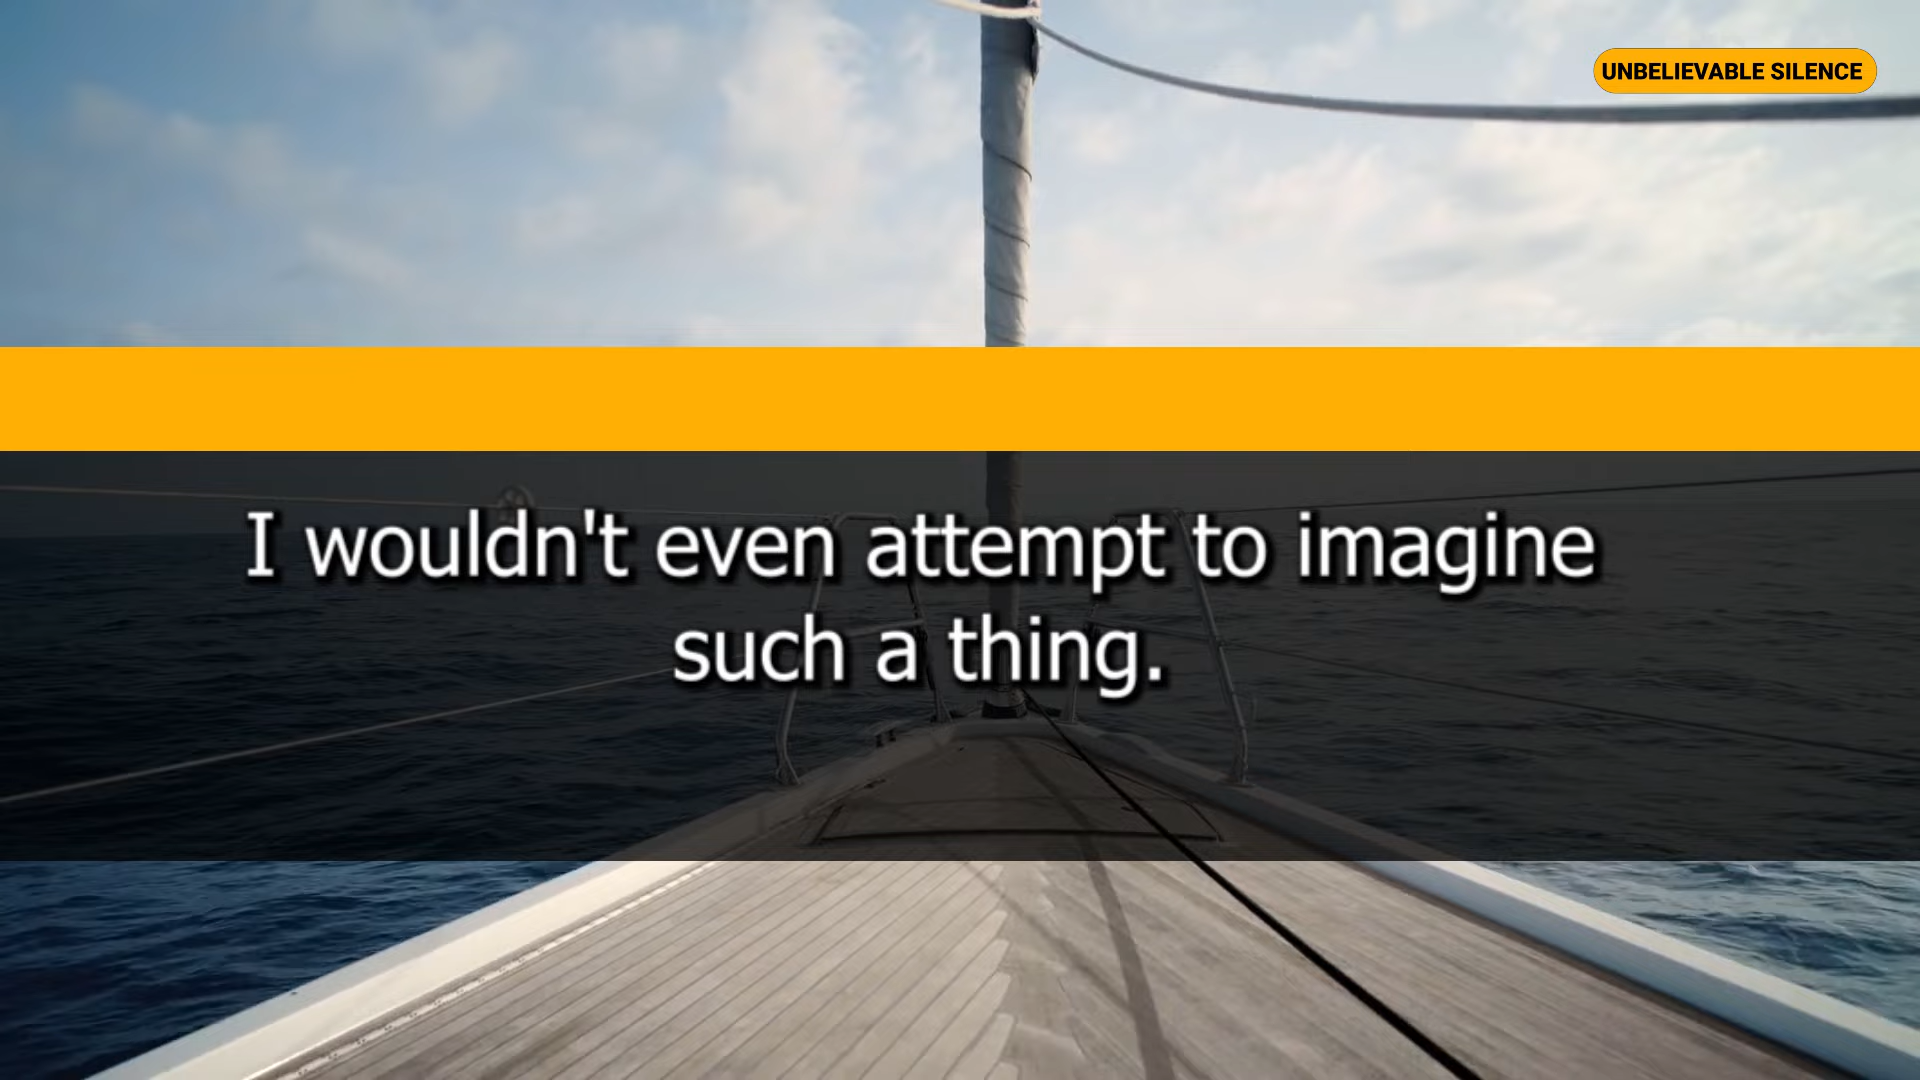 UNBELIEVABLE SILENCE
I wouldn't even attempt to imagine
such a thing.